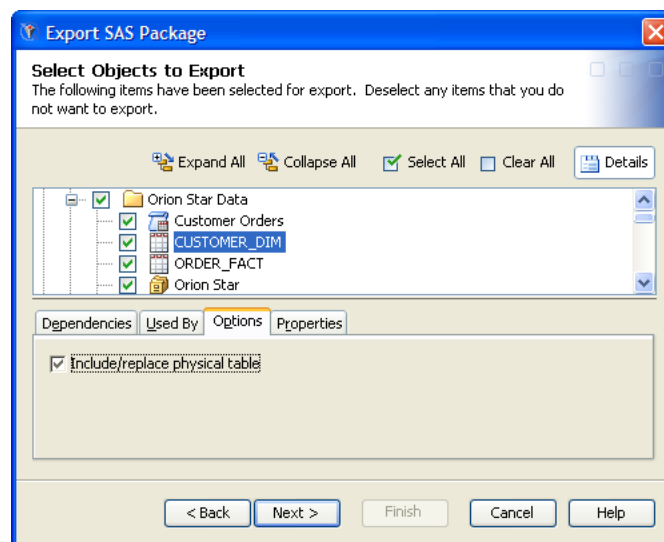 Export SAS Package
Select Objects to Export
The following items have been selected for export. Deselect any items that you do
not want to export.
Expand All Collapse All Select All Clear All Details
Orion Star Data
Customer Orders
CUSTOMER_DIM
ORDER_FACT
Orion Star
Dependencies Used By Options Properties
Include/replace physical table
< Back Next > Finish Cancel Help